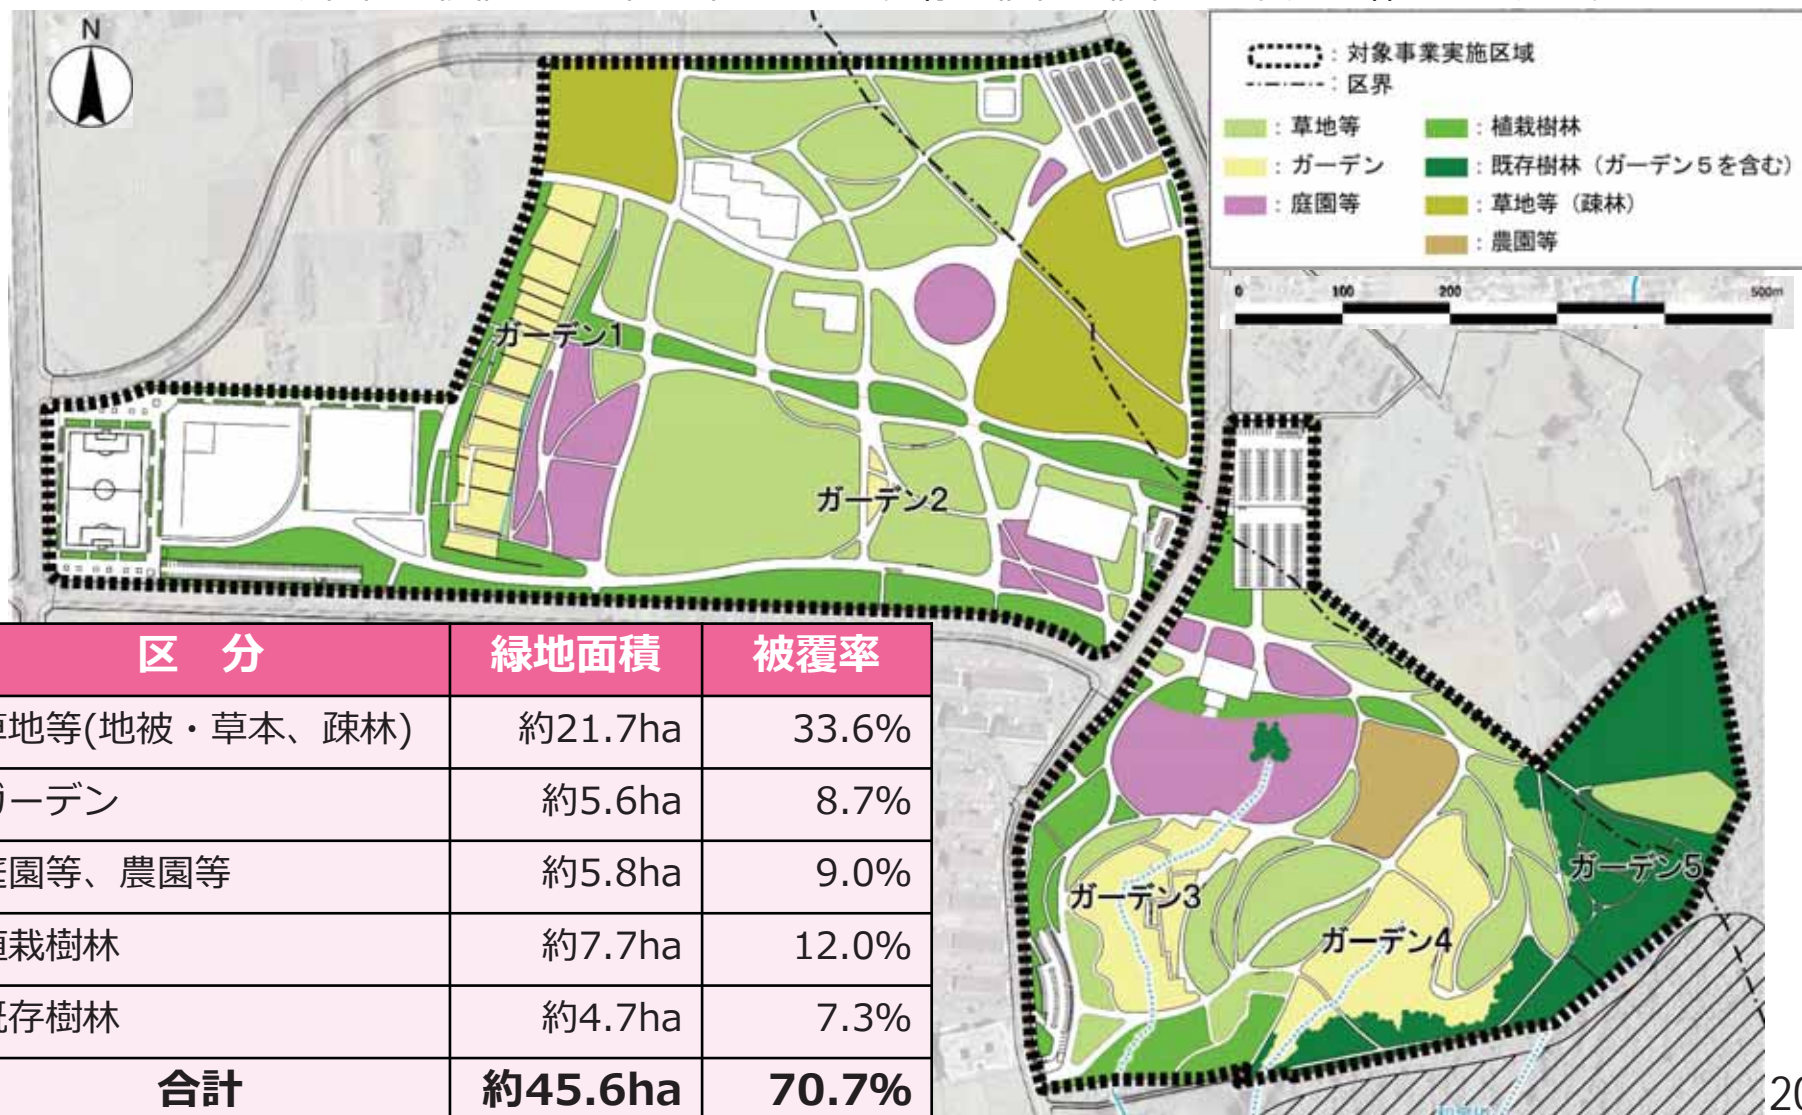 N
: 対象事業実施区域
: 区界
: 草地等
: 植栽樹林
: ガーデン
: 既存樹林（ガーデン５を含む）
: 庭園等
: 草地等（疎林）
: 農園等
0 100 200 500m
ガーデン1
ガーデン2
ガーデン3
ガーデン4
ガーデン5
区 分 緑地面積 被覆率
草地等(地被・草本、疎林) 約21.7ha 33.6%
ガーデン 約5.6ha 8.7%
庭園等、農園等 約5.8ha 9.0%
植栽樹林 約7.7ha 12.0%
既存樹林 約4.7ha 7.3%
合計 約45.6ha 70.7%
20